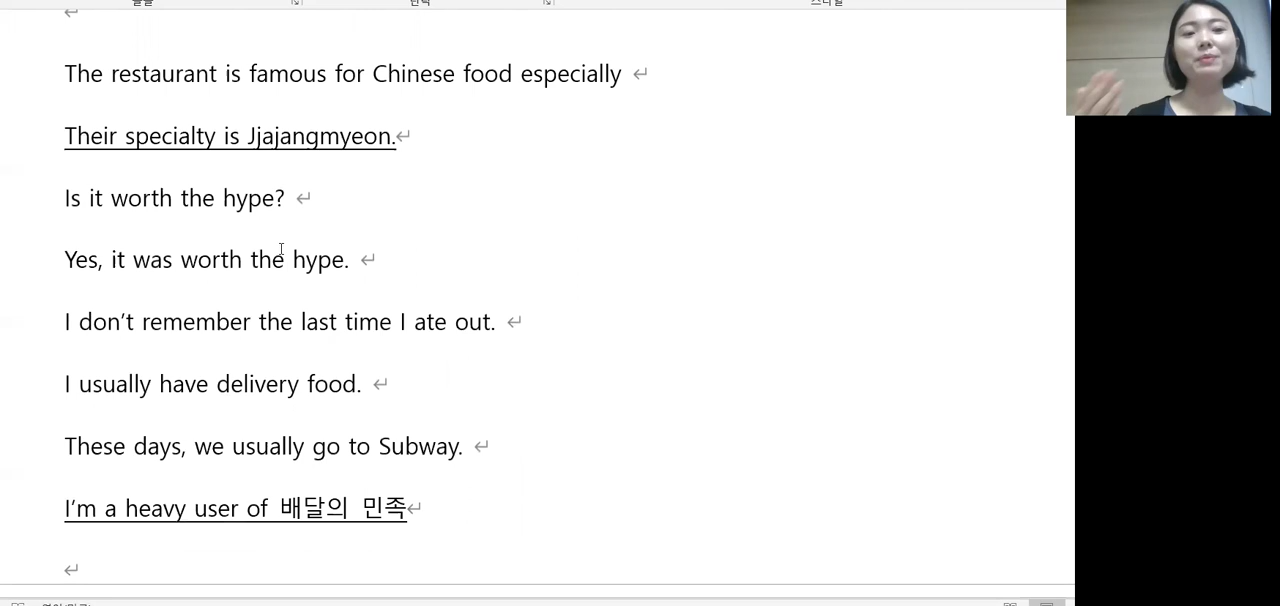 The restaurant is famous for Chinese food especially
Their specialty is Jjajangmyeon.
Is it worth the hype?
Yes, it was worth the hype.
I don’t remember the last time I ate out.
I usually have delivery food.
These days, we usually go to Subway.
I’m a heavy user of 배달의 민족